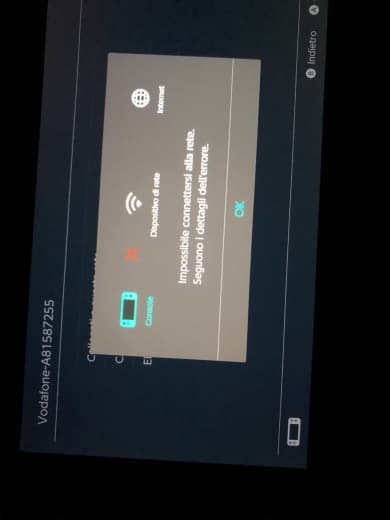 Vodafone-A81587255
Console
Dispositivo di rete
Internet
Impossibile connettersi alla rete.
Seguono i dettagli dell'errore.
OK
B Indietro
A